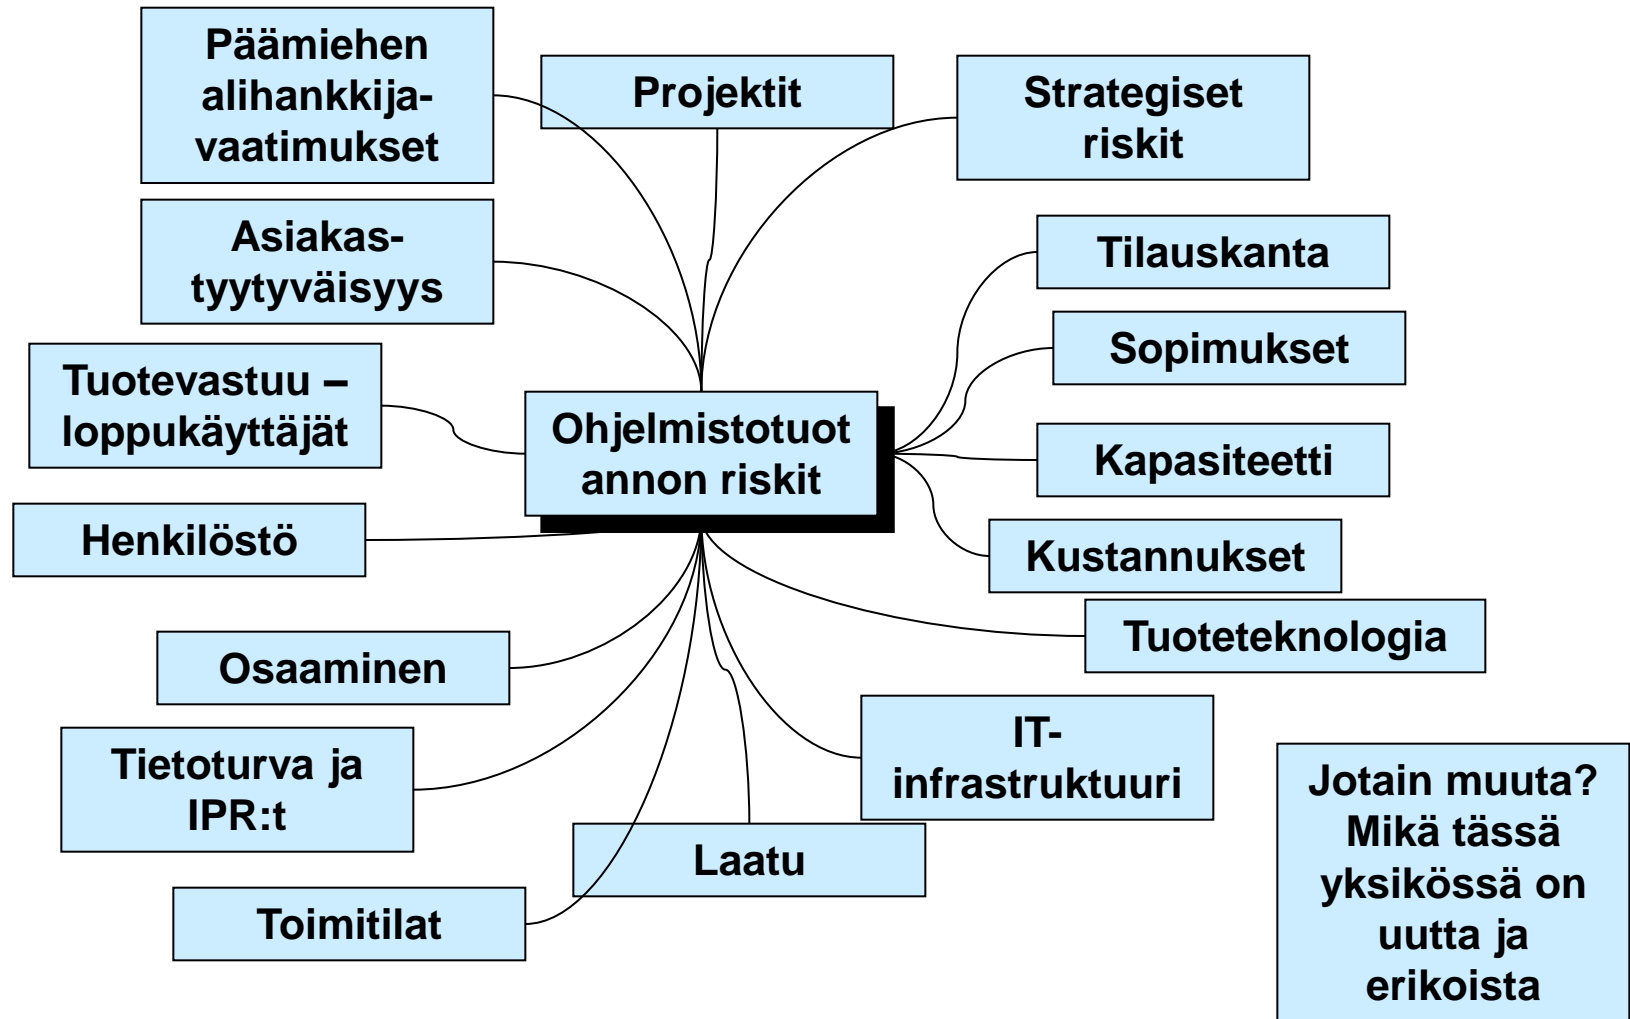 Päämiehen
alihankkija-
vaatimukset
Projektit
Strategiset
riskit
Asiakas-
tyytyväisyys
Tilauskanta
Sopimukset
Tuotevastuu –
loppukäyttäjät
Ohjelmistotuot
annon riskit
Kapasiteetti
Henkilöstö
Kustannukset
Tuoteteknologia
Osaaminen
IT-
infrastruktuuri
Tietoturva ja
IPR:t
Laatu
Toimitilat
Jotain muuta?
Mikä tässä
yksikössä on
uutta ja
erikoista